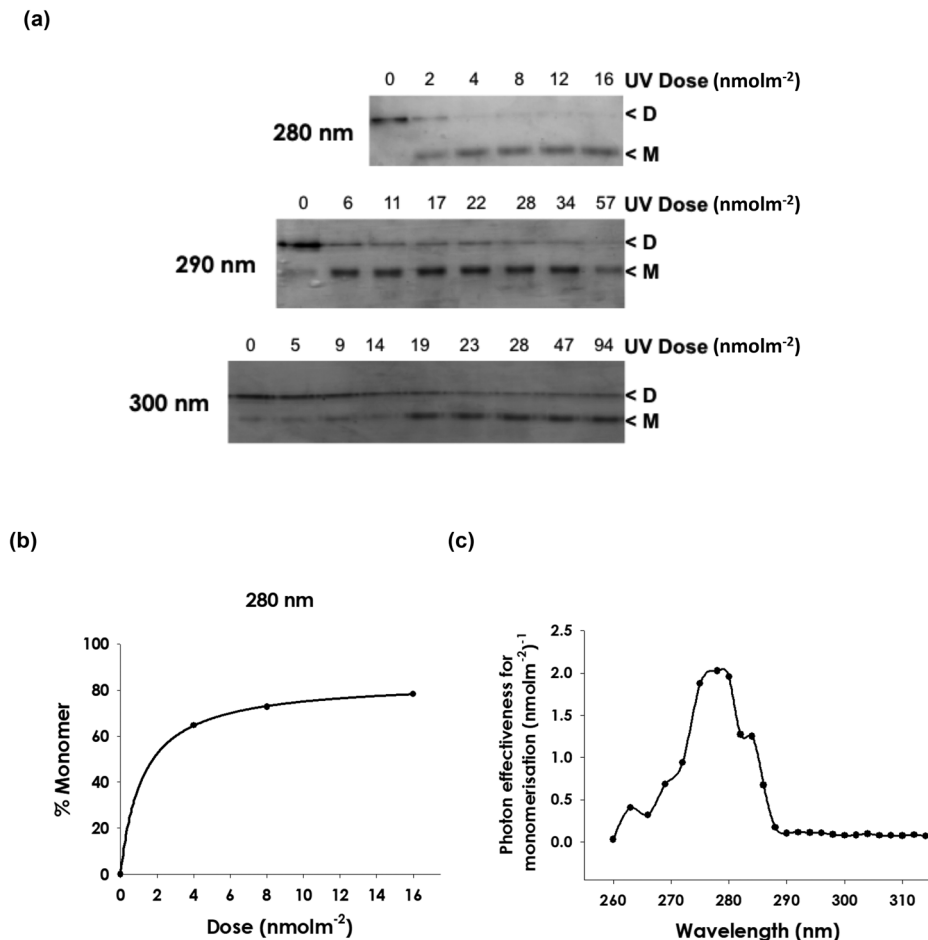 (a)
0 2 4 8 12 16 UV Dose (nmolm-2)
280 nm
< D
< M
0 6 11 17 22 28 34 57 UV Dose (nmolm-2)
290 nm
< D
< M
0 5 9 14 19 23 28 47 94 UV Dose (nmolm-2)
300 nm
< D
< M
(b)
280 nm
% Monomer
100
80
60
40
20
0
0 2 4 6 8 10 12 14 16
Dose (nmolm-2)
(c)
Photon effectiveness for
monomerisation (nmolm-2)-1
2.5
2.0
1.5
1.0
0.5
0.0
260 270 280 290 300 310
Wavelength (nm)